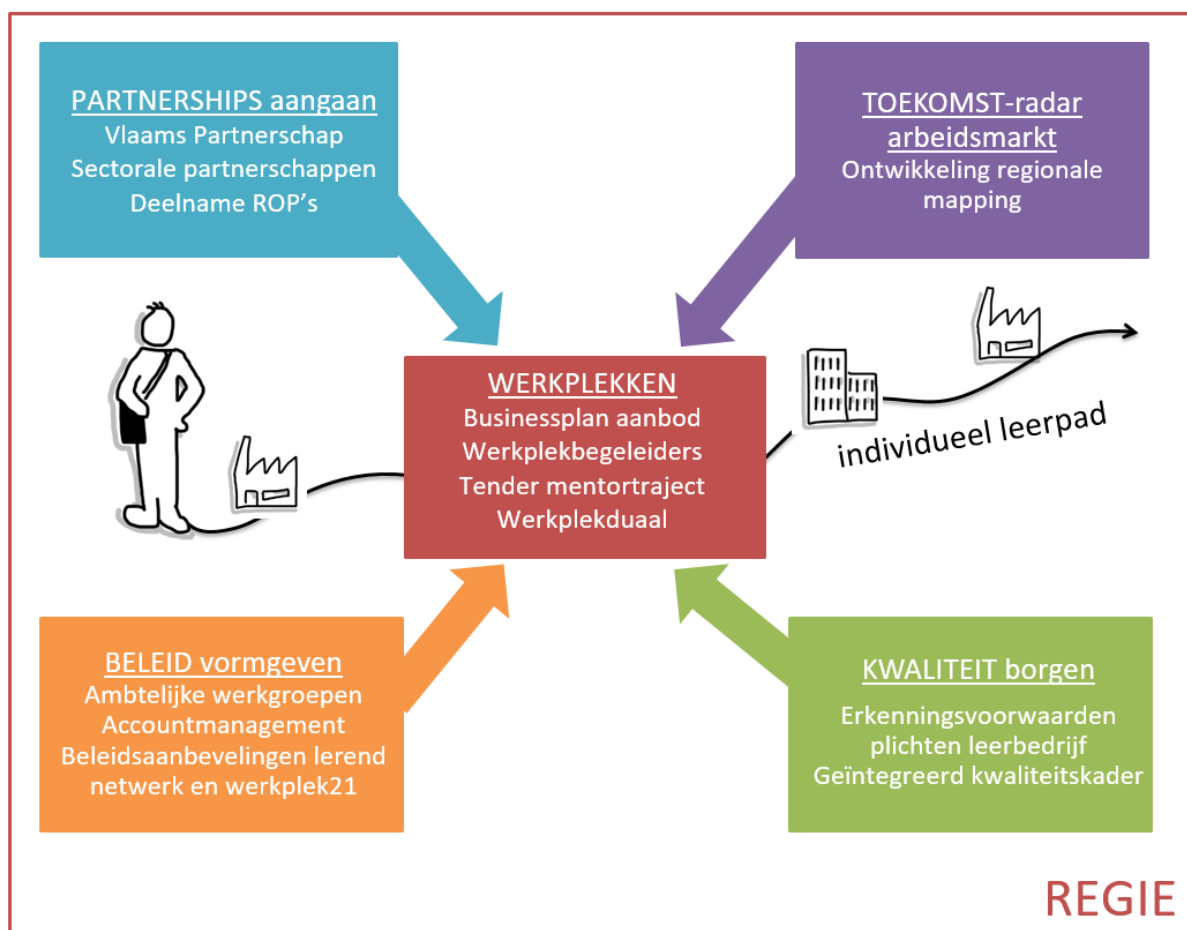 PARTNERSHIPS aangaan
Vlaams Partnerschap
Sectorale partnerschappen
Deelname ROP's
TOEKOMST-radar
arbeidsmarkt
Ontwikkeling regionale
mapping
WERKPLEKKEN
Businessplan aanbod
Werkplekbegeleiders
Tender mentortraject
Werkplekduaal
individueel leerpad
BELEID vormgeven
Ambtelijke werkgroepen
Accountmanagement
Beleidsaanbevelingen lerend
netwerk en werkplek21
KWALITEIT borgen
Erkenningsvoorwaarden
plichten leerbedrijf
Geïntegreerd kwaliteitskader
REGIE